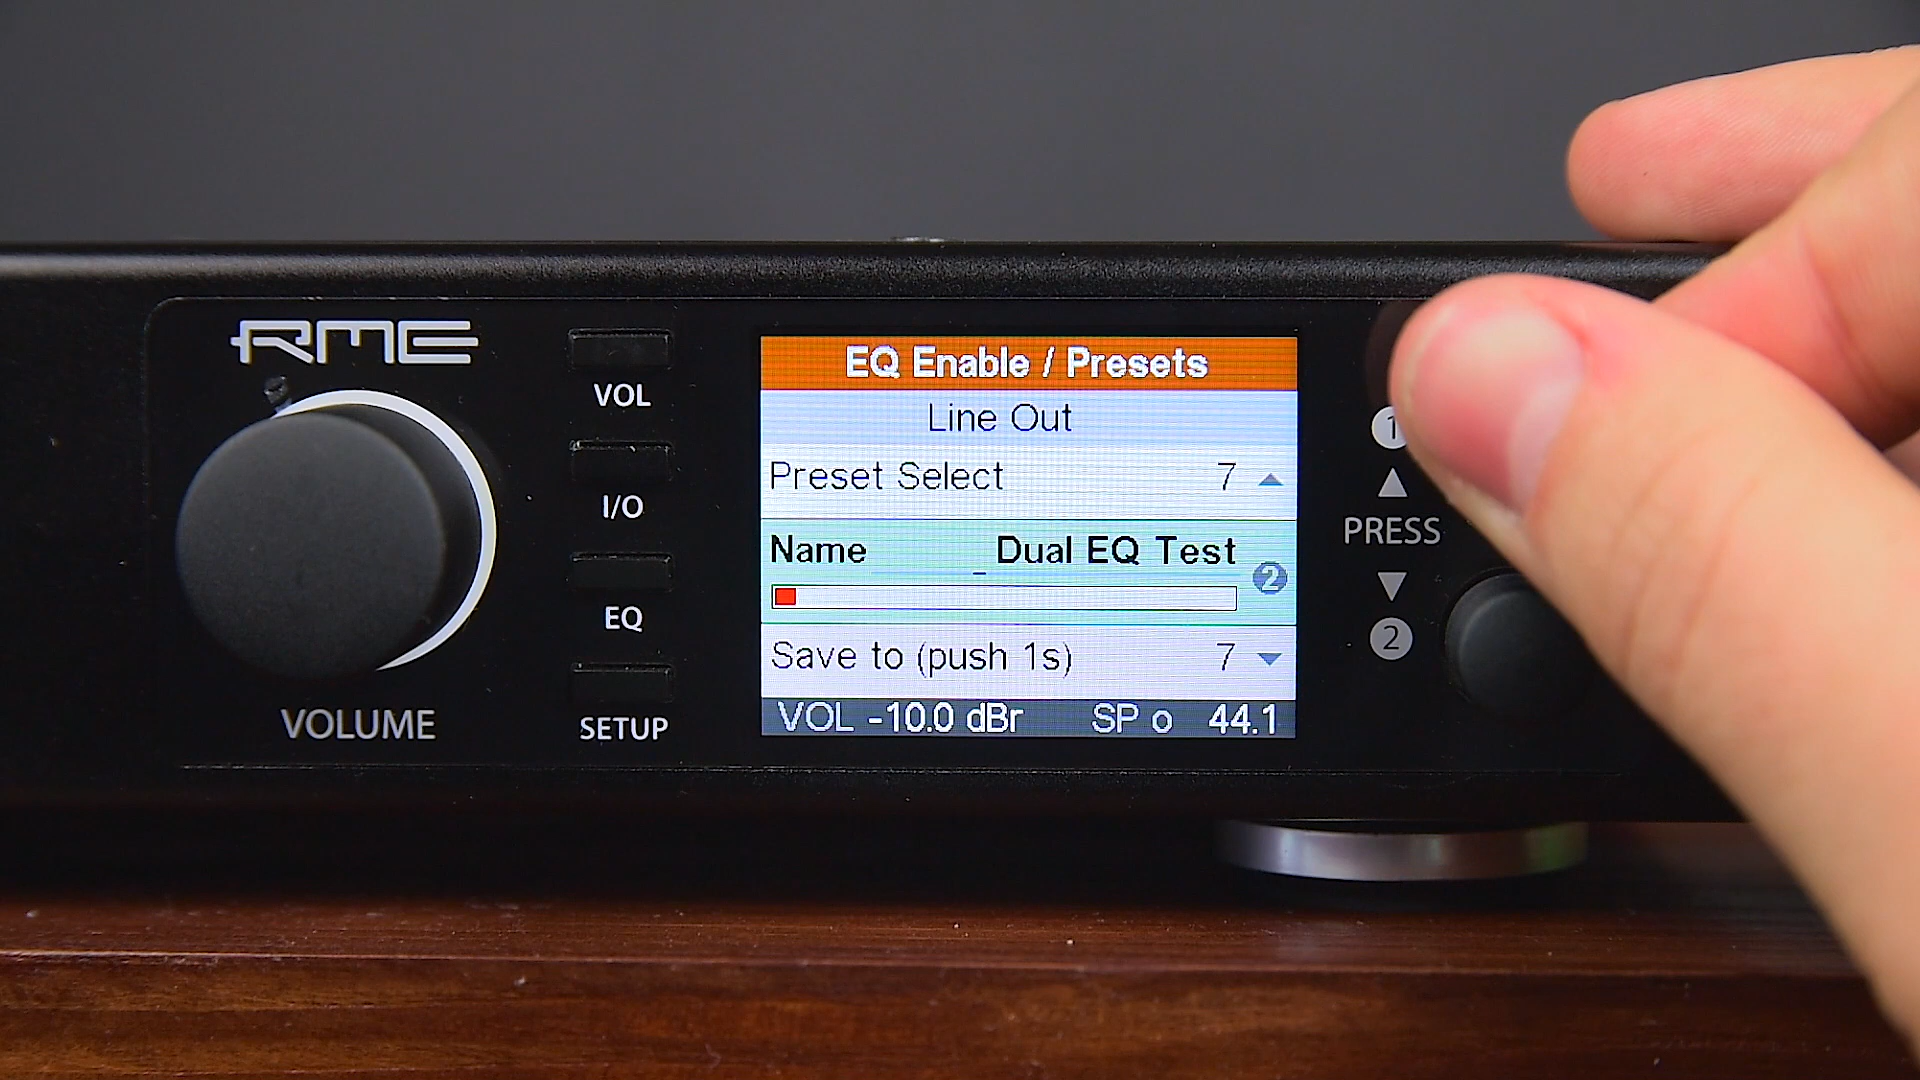 RME
VOLUME
VOL
I/O
EQ
SETUP
EQ Enable / Presets
Line Out
Preset Select 7
Name _ Dual EQ Test
2
Save to (push 1s) 7
VOL -10.0 dBr SP o 44.1
1
PRESS
2